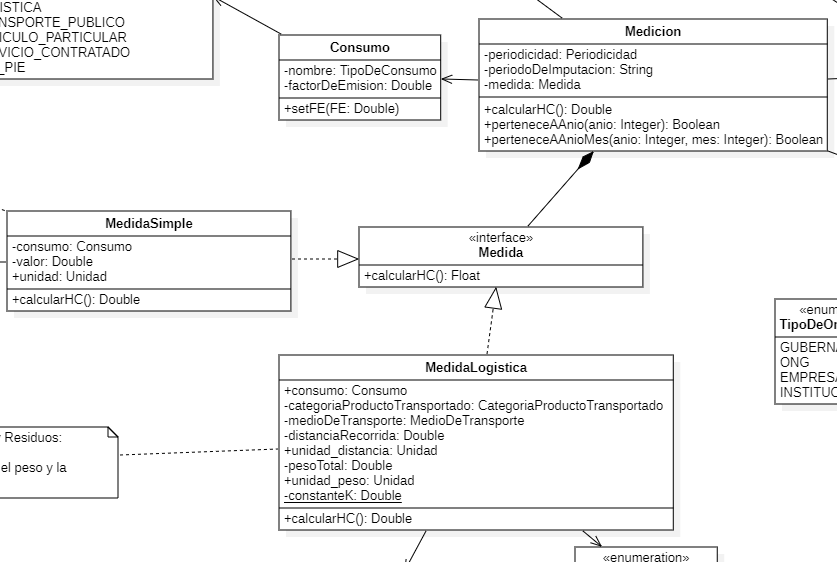 ISTICA
NSPORTE_PUBLICO
ICULO_PARTICULAR
VICIO_CONTRATADO
_PIE
Consumo
-nombre: TipoDeConsumo
-factorDeEmision: Double
+setFE(FE: Double)
Medicion
-periodicidad: Periodicidad
-periodoDeImputacion: String
-medida: Medida
+calcularHC(): Double
+perteneceAAnio(anio: Integer): Boolean
+perteneceAAnioMes(anio: Integer, mes: Integer): Boolean
MedidaSimple
-consumo: Consumo
-valor: Double
+unidad: Unidad
+calcularHC(): Double
«interface»
Medida
+calcularHC(): Float
MedidaLogistica
+consumo: Consumo
-categoriaProductoTransportado: CategoriaProductoTransportado
-medioDeTransporte: MedioDeTransporte
-distanciaRecorrida: Double
+unidad_distancia: Unidad
-pesoTotal: Double
+unidad_peso: Unidad
-constanteK: Double
+calcularHC(): Double
«enum
TipoDeOr
GUBERNA
ONG
EMPRESA
INSTITUC
Residuos:
el peso y la
«enumeration»